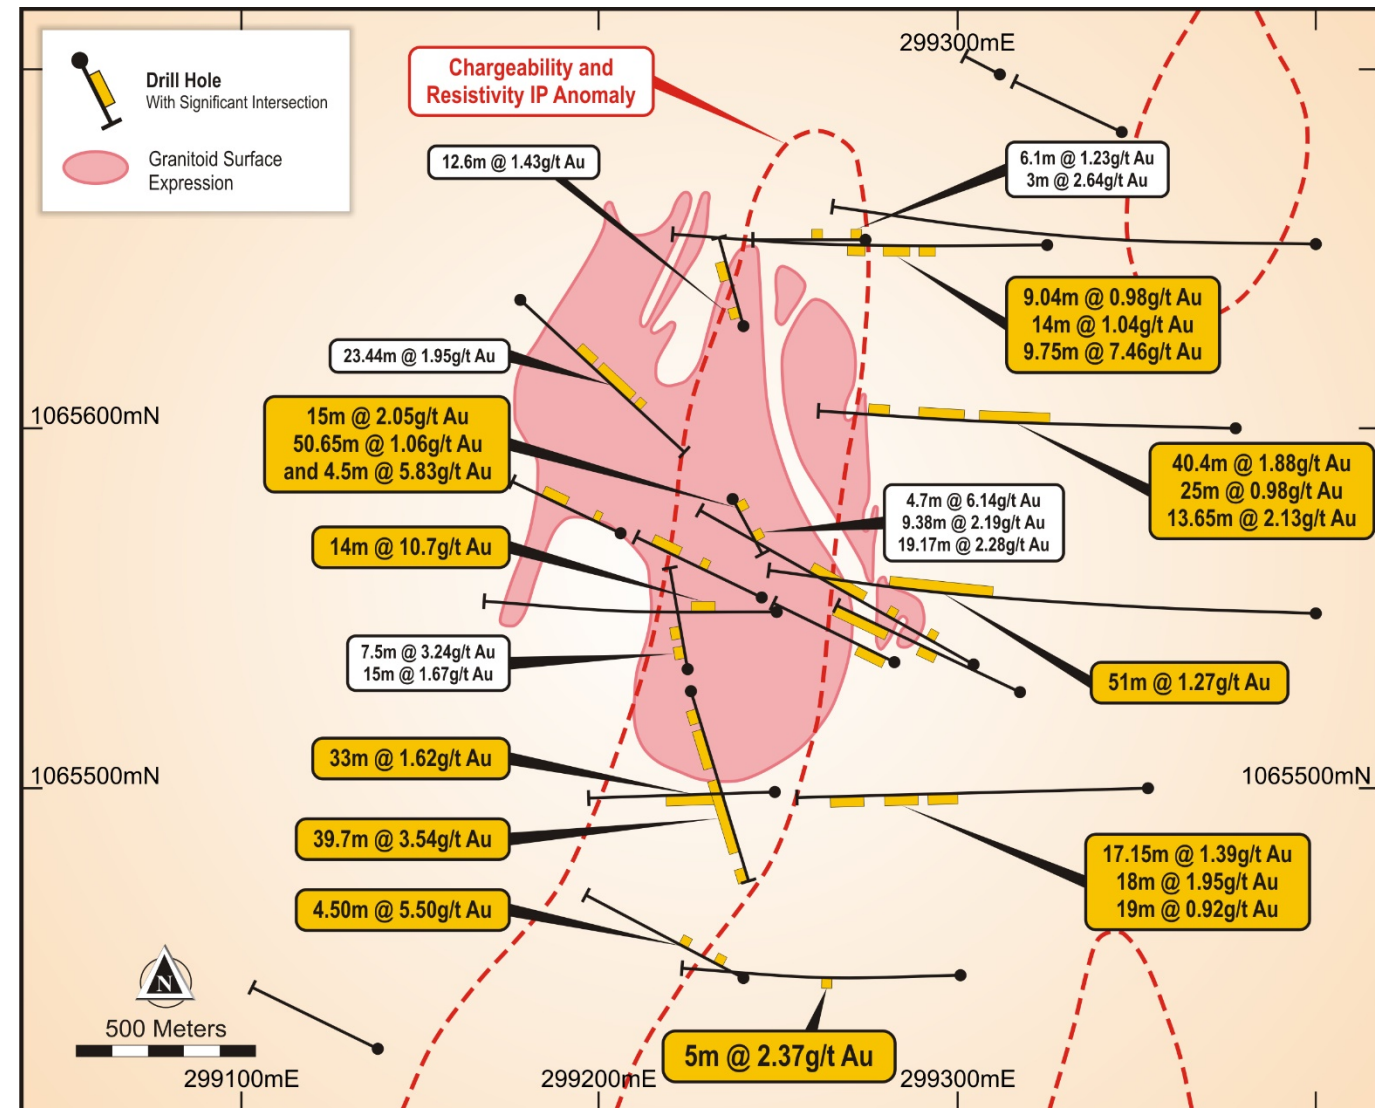 299300mE
Drill Hole
With Significant Intersection
Granitoid Surface
Expression
Chargeability and
Resistivity IP Anomaly
12.6m @ 1.43g/t Au
6.1m @ 1.23g/t Au
3m @ 2.64g/t Au
9.04m @ 0.98g/t Au
14m @ 1.04g/t Au
9.75m @ 7.46g/t Au
23.44m @ 1.95g/t Au
1065600mN
15m @ 2.05g/t Au
50.65m @ 1.06g/t Au
and 4.5m @ 5.83g/t Au
40.4m @ 1.88g/t Au
25m @ 0.98g/t Au
13.65m @ 2.13g/t Au
4.7m @ 6.14g/t Au
9.38m @ 2.19g/t Au
19.17m @ 2.28g/t Au
14m @ 10.7g/t Au
7.5m @ 3.24g/t Au
15m @ 1.67g/t Au
51m @ 1.27g/t Au
33m @ 1.62g/t Au
1065500mN
1065500mN
39.7m @ 3.54g/t Au
17.15m @ 1.39g/t Au
18m @ 1.95g/t Au
19m @ 0.92g/t Au
4.50m @ 5.50g/t Au
N
500 Meters
5m @ 2.37g/t Au
299100mE
299200mE
299300mE